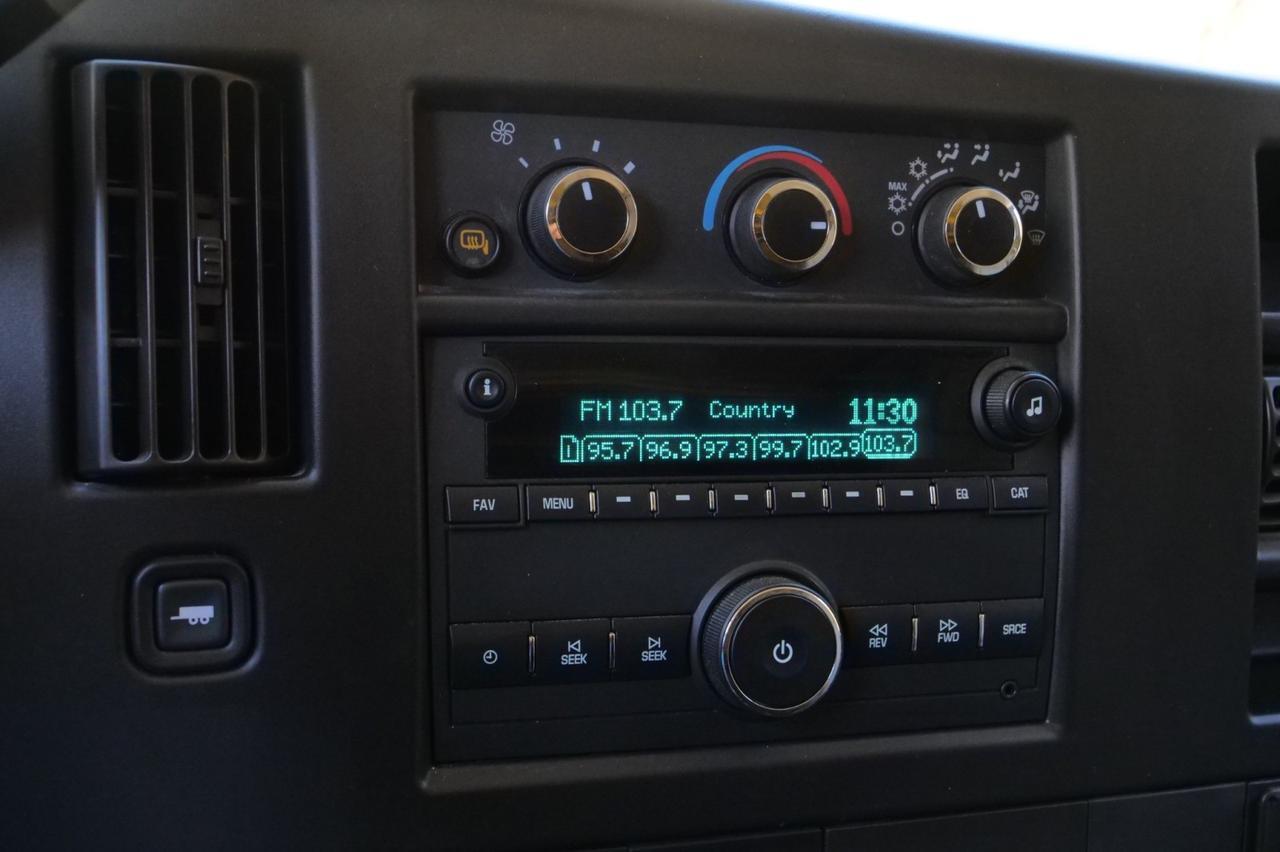 MAX
FM 103.7 Country 11:30
1 95.7 96.9 97.3 99.7 102.9 103.7
FAV MENU EQ CAT
SEEK SEEK REV FWD SRCE